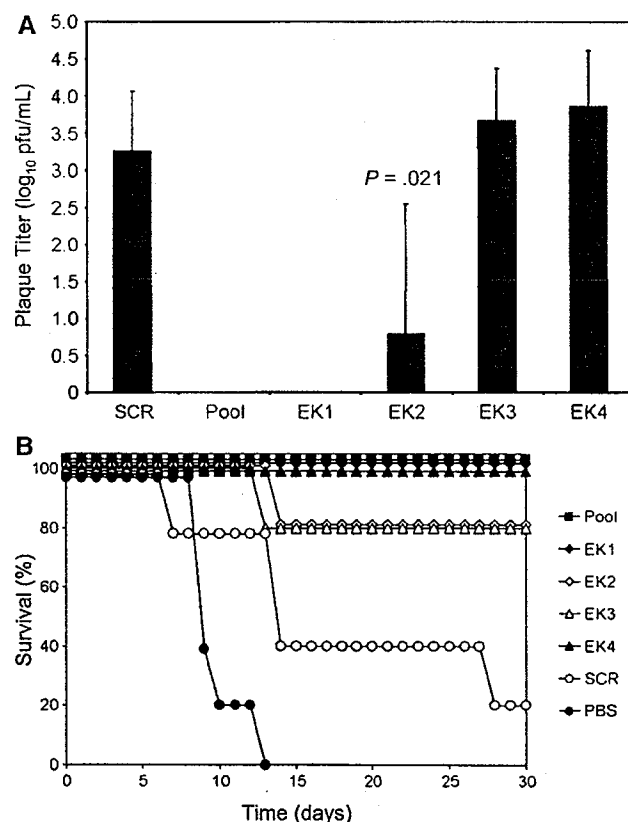 A
Plaque Titer (log₁₀ pfu/mL)
5.0
4.5
4.0
3.5
3.0
2.5
2.0
1.5
1.0
0.5
0
P = .021
SCR Pool EK1 EK2 EK3 EK4
B
Survival (%)
100
80
60
40
20
0
0 5 10 15 20 25 30
Time (days)
Pool
EK1
EK2
EK3
EK4
SCR
PBS